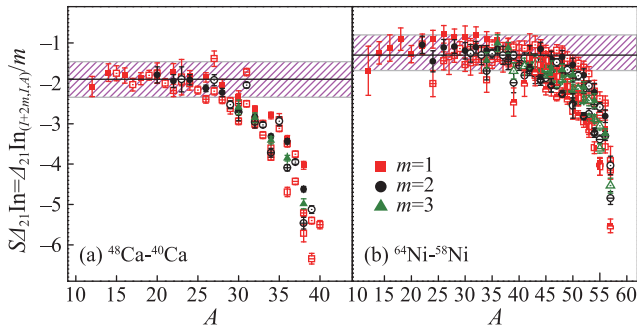 SΔ₂₁In=Δ₂₁In₍I+2m,I,A₎/m
−1
−2
−3
−4
−5
−6
(a) ⁴⁸Ca-⁴⁰Ca
10 15 20 25 30 35 40
A
m=1
m=2
m=3
(b) ⁶⁴Ni-⁵⁸Ni
10 15 20 25 30 35 40 45 50 55 60
A